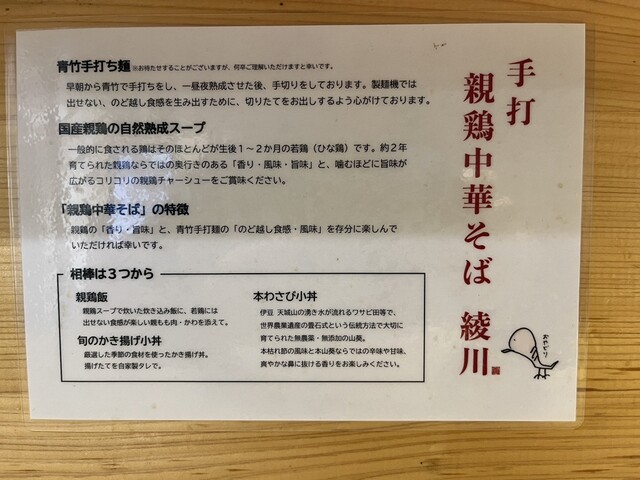 手打
親鶏中華そば 綾川
青竹手打ち麺 ※お待たせすることがございますが、何卒ご理解いただけますと幸いです。
早朝から青竹で手打ちをし、一昼夜熟成させた後、手切りをしております。製麺機では
出せない、のど越し食感を生み出すために、切りたてをお出しするよう心がけております。
国産親鶏の自然熟成スープ
一般的に食される鶏はそのほとんどが生後1~2か月の若鶏(ひな鶏)です。約2年
育てられた親鶏ならではの奥行きのある「香り・風味・旨味」と、噛むほどに旨味が
広がるコリコリの親鶏チャーシューをご賞味ください。
「親鶏中華そば」の特徴
親鶏の「香り・旨味」と、青竹手打麺の「のど越し食感・風味」を存分に楽しんで
いただければ幸いです。
相棒は3つから
親鶏飯
親鶏スープで炊いた炊き込み飯に、若鶏には
出せない食感が楽しい親もも肉・かわを添えて。
旬のかき揚げ小丼
厳選した季節の食材を使ったかき揚げ丼。
揚げたてを自家製タレで。
本わさび小丼
伊豆 天城山の湧き水が流れるワサビ田等で、
世界農業遺産の畳石式という伝統方法で大切に
育てられた無農薬・無添加の山葵。
本枯れ節の風味と本山葵ならではの辛味や甘味、
爽やかな鼻に抜ける香りをお楽しみください。